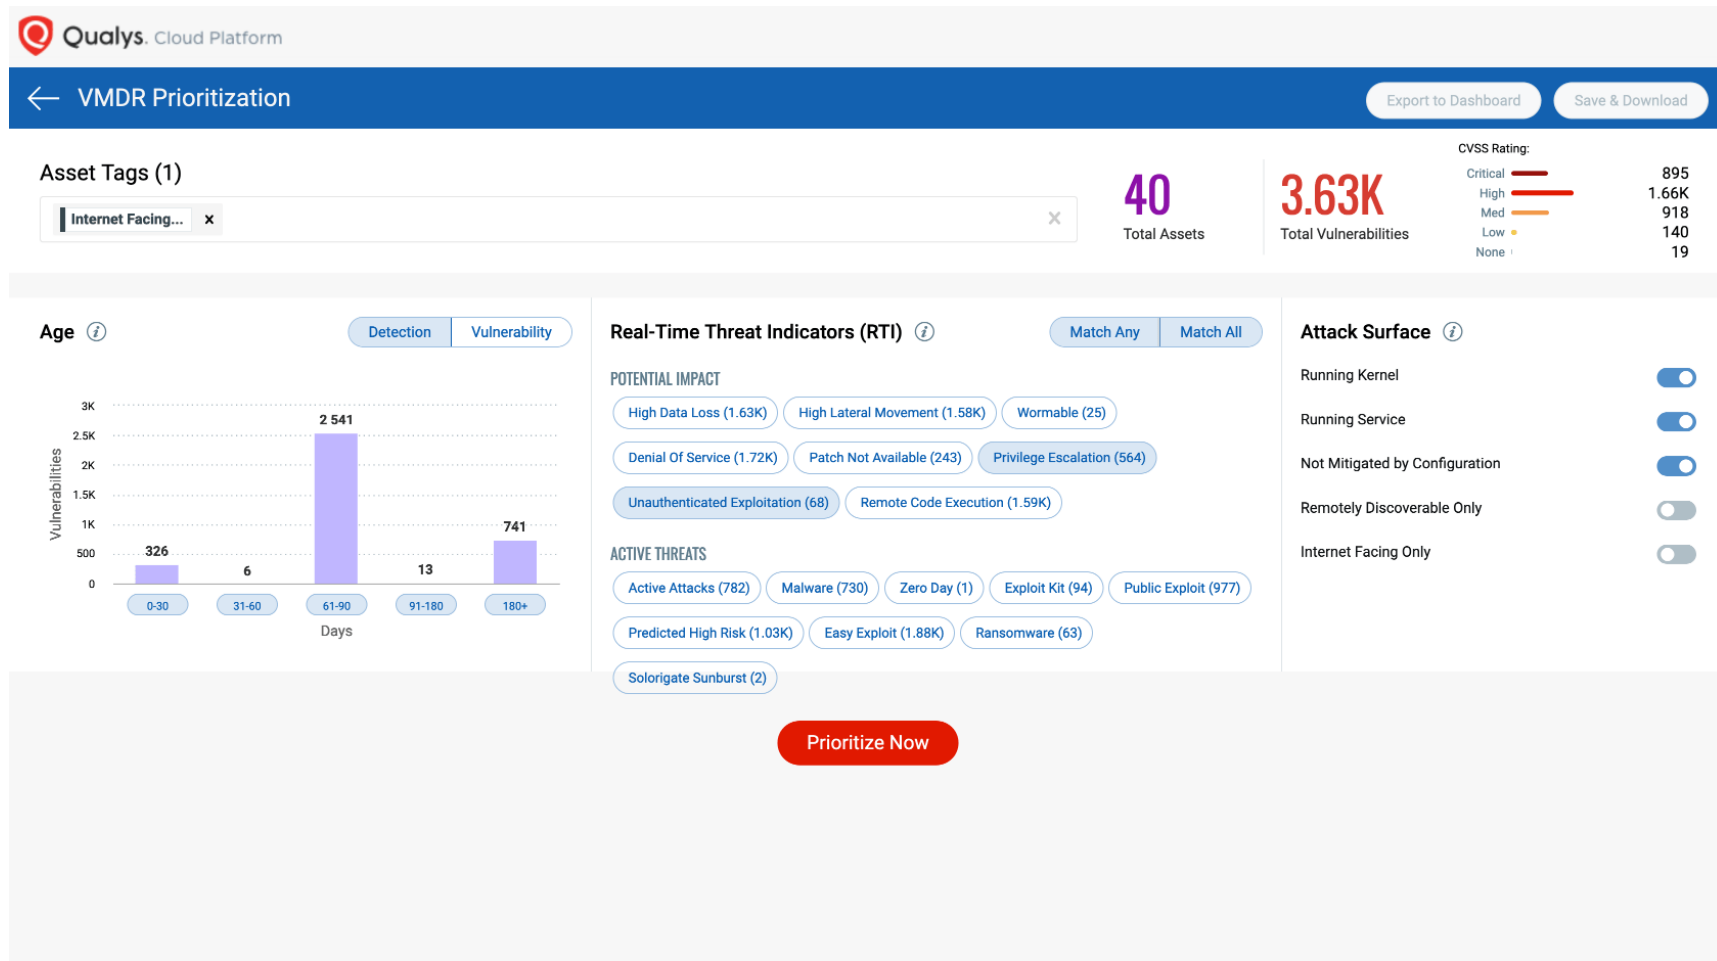 Qualys. Cloud Platform
VMDR Prioritization
Export to Dashboard
Save & Download
Asset Tags (1)
Internet Facing... ×
×
40
Total Assets
3.63K
Total Vulnerabilities
CVSS Rating:
Critical 895
High 1.66K
Med 918
Low 140
None 19
Age i
Detection Vulnerability
3K
2.5K
2K
1.5K
1K
500
0
Vulnerabilities
326
6
2 541
13
741
0-30 31-60 61-90 91-180 180+
Days
Real-Time Threat Indicators (RTI) i
Match Any Match All
POTENTIAL IMPACT
High Data Loss (1.63K) High Lateral Movement (1.58K) Wormable (25)
Denial Of Service (1.72K) Patch Not Available (243) Privilege Escalation (564)
Unauthenticated Exploitation (68) Remote Code Execution (1.59K)
ACTIVE THREATS
Active Attacks (782) Malware (730) Zero Day (1) Exploit Kit (94) Public Exploit (977)
Predicted High Risk (1.03K) Easy Exploit (1.88K) Ransomware (63)
Solorigate Sunburst (2)
Attack Surface i
Running Kernel
Running Service
Not Mitigated by Configuration
Remotely Discoverable Only
Internet Facing Only
Prioritize Now